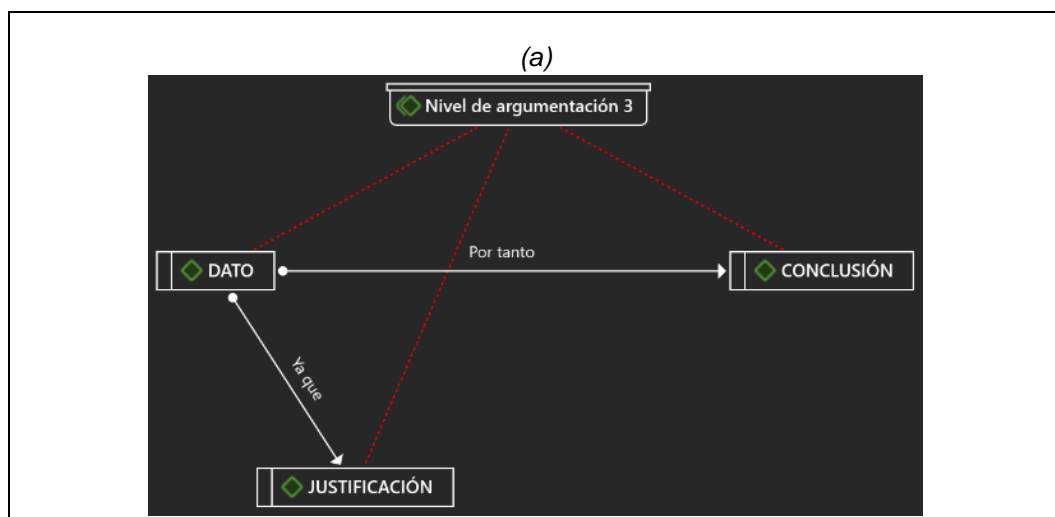 (a)
Nivel de argumentación 3
Por tanto
DATO
CONCLUSIÓN
Ya que
JUSTIFICACIÓN